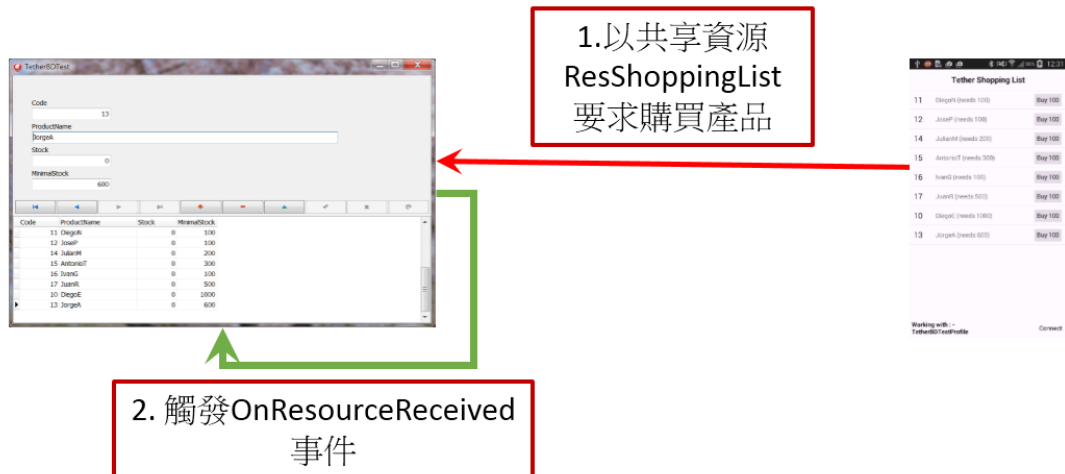 1.以共享資源
ResShoppingList
要求購買產品
TetherBDTest
Code
13
ProductName
JorgeA
Stock
0
MinimalStock
600
Code ProductName Stock MinimalStock
11 DiegoN 0 100
12 JoseP 0 100
14 JulianM 0 200
15 AntonioT 0 300
16 IvanG 0 100
17 JuanR 0 500
10 DiegoE 0 1000
13 JorgeA 0 600
12:31
Tether Shopping List
11 DiegoN (needs 100) Buy 100
12 JoseP (needs 100) Buy 100
14 JulianM (needs 200) Buy 100
15 AntonioT (needs 300) Buy 100
16 IvanG (needs 100) Buy 100
17 JuanR (needs 500) Buy 100
10 DiegoE (needs 1000) Buy 100
13 JorgeA (needs 600) Buy 100
Working with : -
TetherBDTestProfile Connect
2. 觸發OnResourceReceived
事件